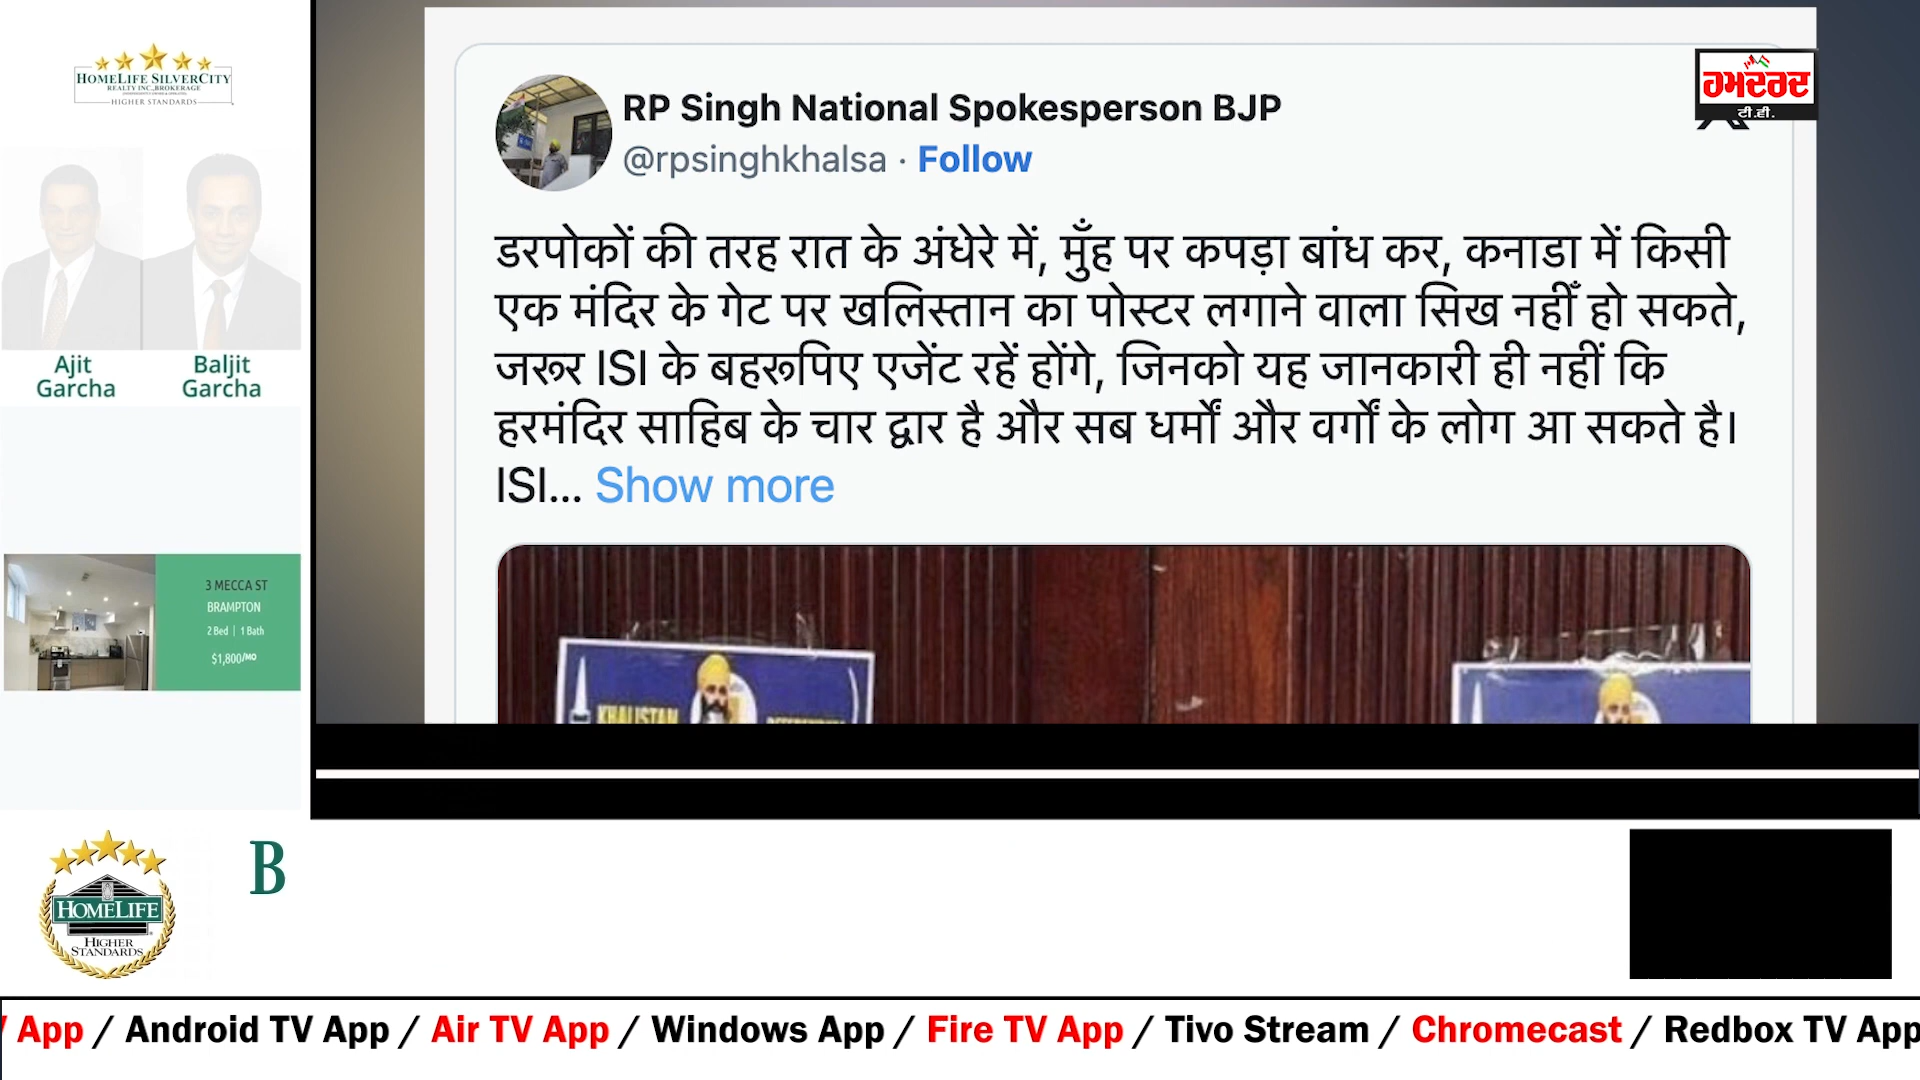 HOMELIFE SILVERCITY
REALTY INC., BROKERAGE
HIGHER STANDARDS
Ajit
Garcha
Baljit
Garcha
3 MECCA ST
BRAMPTON
2 Bed | 1 Bath
$1,800/MO
RP Singh National Spokesperson BJP
@rpsinghkhalsa · Follow
डरपोकों की तरह रात के अंधेरे में, मुँह पर कपड़ा बांध कर, कनाडा में किसी
एक मंदिर के गेट पर खलिस्तान का पोस्टर लगाने वाला सिख नहीं हो सकते,
जरूर ISI के बहरूपिए एजेंट रहें होंगे, जिनको यह जानकारी ही नहीं कि
हरमंदिर साहिब के चार द्वार है और सब धर्मों और वर्गों के लोग आ सकते है।
ISI... Show more
KHALISTAN
ਹਮਦਰਦ
ਟੀ.ਵੀ.
HOMELIFE
HIGHER
STANDARDS
B
App / Android TV App / Air TV App / Windows App / Fire TV App / Tivo Stream / Chromecast / Redbox TV App